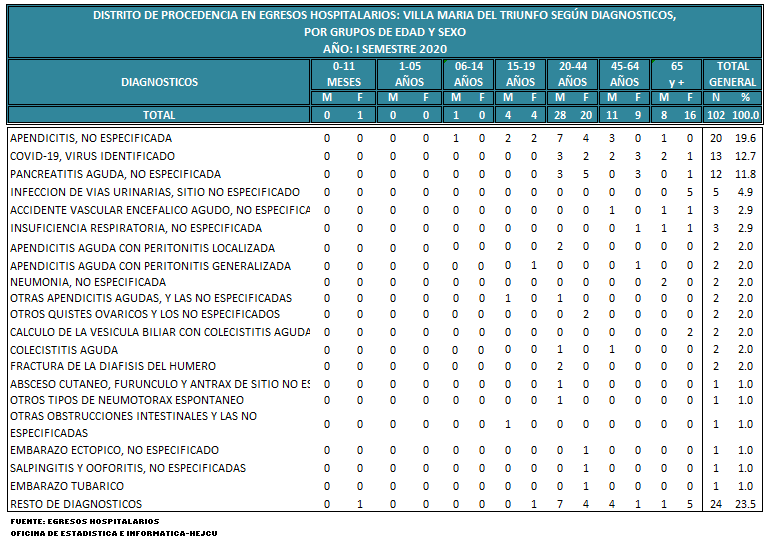 DISTRITO DE PROCEDENCIA EN EGRESOS HOSPITALARIOS: VILLA MARIA DEL TRIUNFO SEGÚN DIAGNOSTICOS,
POR GRUPOS DE EDAD Y SEXO
AÑO: I SEMESTRE 2020
DIAGNOSTICOS 0-11 MESES 1-05 AÑOS 06-14 AÑOS 15-19 AÑOS 20-44 AÑOS 45-64 AÑOS 65 y + TOTAL GENERAL
M F M F M F M F M F M F M F N %
TOTAL 0 1 0 0 1 0 4 4 28 20 11 9 8 16 102 100.0
APENDICITIS, NO ESPECIFICADA 0 0 0 0 1 0 2 2 7 4 3 0 1 0 20 19.6
COVID-19, VIRUS IDENTIFICADO 0 0 0 0 0 0 0 0 3 2 2 3 2 1 13 12.7
PANCREATITIS AGUDA, NO ESPECIFICADA 0 0 0 0 0 0 0 0 3 5 0 3 0 1 12 11.8
INFECCION DE VIAS URINARIAS, SITIO NO ESPECIFICADO 0 0 0 0 0 0 0 0 0 0 0 0 0 5 5 4.9
ACCIDENTE VASCULAR ENCEFALICO AGUDO, NO ESPECIFICA 0 0 0 0 0 0 0 0 0 0 1 0 1 1 3 2.9
INSUFICIENCIA RESPIRATORIA, NO ESPECIFICADA 0 0 0 0 0 0 0 0 0 0 0 1 1 1 3 2.9
APENDICITIS AGUDA CON PERITONITIS LOCALIZADA 0 0 0 0 0 0 0 0 2 0 0 0 0 0 2 2.0
APENDICITIS AGUDA CON PERITONITIS GENERALIZADA 0 0 0 0 0 0 0 1 0 0 0 1 0 0 2 2.0
NEUMONIA, NO ESPECIFICADA 0 0 0 0 0 0 0 0 0 0 0 0 2 0 2 2.0
OTRAS APENDICITIS AGUDAS, Y LAS NO ESPECIFICADAS 0 0 0 0 0 0 1 0 1 0 0 0 0 0 2 2.0
OTROS QUISTES OVARICOS Y LOS NO ESPECIFICADOS 0 0 0 0 0 0 0 0 0 2 0 0 0 0 2 2.0
CALCULO DE LA VESICULA BILIAR CON COLECISTITIS AGUDA 0 0 0 0 0 0 0 0 0 0 0 0 0 2 2 2.0
COLECISTITIS AGUDA 0 0 0 0 0 0 0 0 1 0 1 0 0 0 2 2.0
FRACTURA DE LA DIAFISIS DEL HUMERO 0 0 0 0 0 0 0 0 2 0 0 0 0 0 2 2.0
ABSCESO CUTANEO, FURUNCULO Y ANTRAX DE SITIO NO ES 0 0 0 0 0 0 0 0 1 0 0 0 0 0 1 1.0
OTROS TIPOS DE NEUMOTORAX ESPONTANEO 0 0 0 0 0 0 0 0 1 0 0 0 0 0 1 1.0
OTRAS OBSTRUCCIONES INTESTINALES Y LAS NO
ESPECIFICADAS 0 0 0 0 0 0 1 0 0 0 0 0 0 0 1 1.0
EMBARAZO ECTOPICO, NO ESPECIFICADO 0 0 0 0 0 0 0 0 0 1 0 0 0 0 1 1.0
SALPINGITIS Y OOFORITIS, NO ESPECIFICADAS 0 0 0 0 0 0 0 0 0 1 0 0 0 0 1 1.0
EMBARAZO TUBARICO 0 0 0 0 0 0 0 0 0 1 0 0 0 0 1 1.0
RESTO DE DIAGNOSTICOS 0 1 0 0 0 0 0 1 7 4 4 1 1 5 24 23.5
FUENTE: EGRESOS HOSPITALARIOS
OFICINA DE ESTADISTICA E INFORMATICA-HEJCU